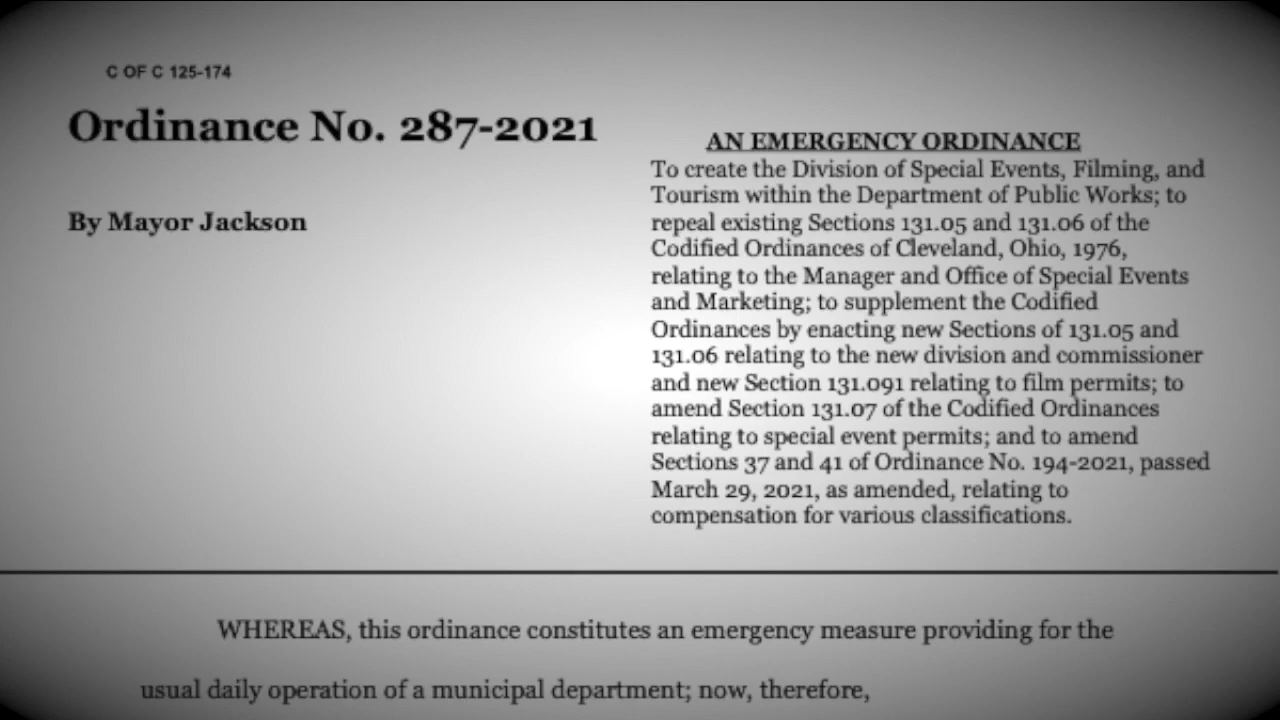 C OF C 125-174
Ordinance No. 287-2021
By Mayor Jackson
AN EMERGENCY ORDINANCE
To create the Division of Special Events, Filming, and
Tourism within the Department of Public Works; to
repeal existing Sections 131.05 and 131.06 of the
Codified Ordinances of Cleveland, Ohio, 1976,
relating to the Manager and Office of Special Events
and Marketing; to supplement the Codified
Ordinances by enacting new Sections of 131.05 and
131.06 relating to the new division and commissioner
and new Section 131.091 relating to film permits; to
amend Section 131.07 of the Codified Ordinances
relating to special event permits; and to amend
Sections 37 and 41 of Ordinance No. 194-2021, passed
March 29, 2021, as amended, relating to
compensation for various classifications.
WHEREAS, this ordinance constitutes an emergency measure providing for the
usual daily operation of a municipal department; now, therefore,